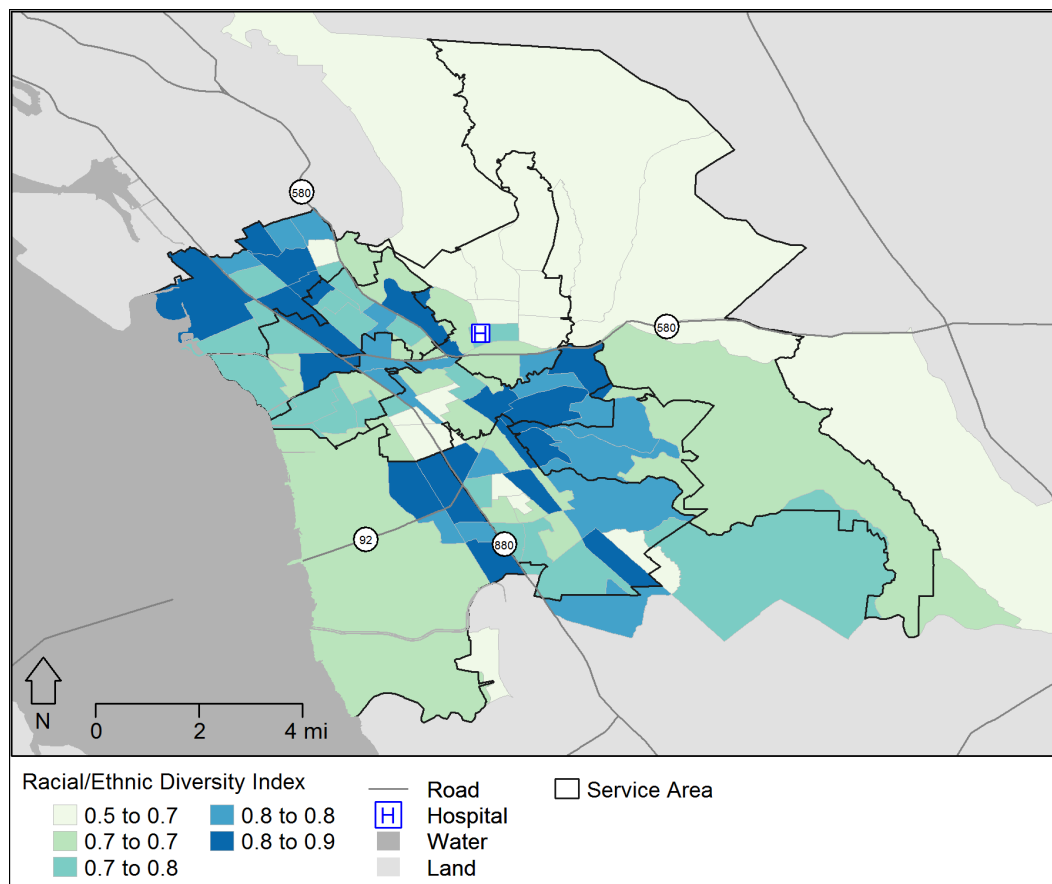 580
580
92
880
N
0 2 4 mi
Racial/Ethnic Diversity Index
0.5 to 0.7
0.7 to 0.7
0.7 to 0.8
0.8 to 0.8
0.8 to 0.9
Road
H Hospital
Water
Land
Service Area
H